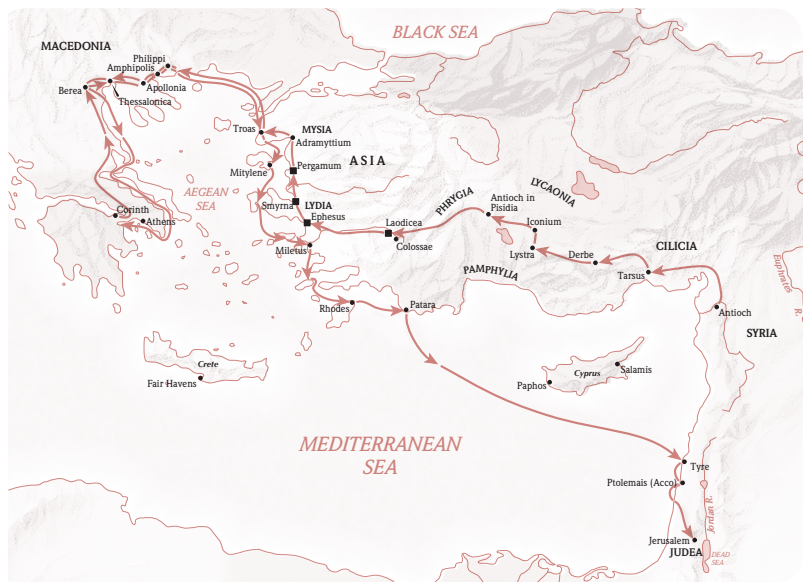 BLACK SEA
MACEDONIA
Philippi
Amphipolis
Berea
Apollonia
Thessalonica
Troas
MYSIA
Adramyttium
ASIA
Mitylene
Pergamum
AEGEAN
SEA
Smyrna
LYDIA
Ephesus
PHRYGIA
LYCAONIA
Antioch in
Pisidia
Iconium
Corinth
Athens
Laodicea
Colossae
Miletus
Lystra
Derbe
CILICIA
PAMPHYLIA
Tarsus
Euphrates
R.
Rhodes
Patara
Antioch
SYRIA
Crete
Fair Havens
Cyprus
Salamis
Paphos
MEDITERRANEAN
SEA
Tyre
Ptolemais (Acco)
Jordan R.
Jerusalem
JUDEA
DEAD
SEA